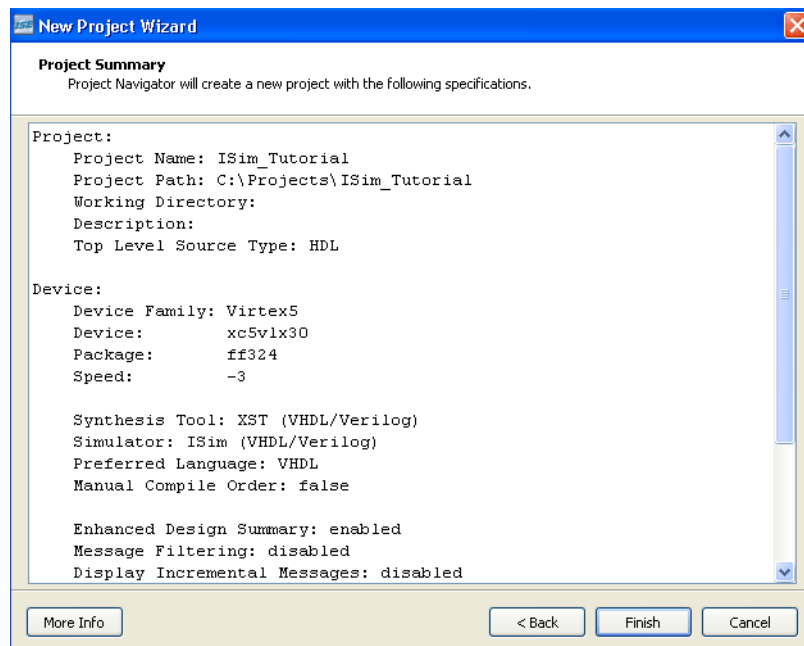 ISE New Project Wizard
Project Summary
Project Navigator will create a new project with the following specifications.
Project:
Project Name: ISim_Tutorial
Project Path: C:\Projects\ISim_Tutorial
Working Directory:
Description:
Top Level Source Type: HDL
Device:
Device Family: Virtex5
Device: xc5vlx30
Package: ff324
Speed: -3
Synthesis Tool: XST (VHDL/Verilog)
Simulator: ISim (VHDL/Verilog)
Preferred Language: VHDL
Manual Compile Order: false
Enhanced Design Summary: enabled
Message Filtering: disabled
Display Incremental Messages: disabled
More Info < Back Finish Cancel